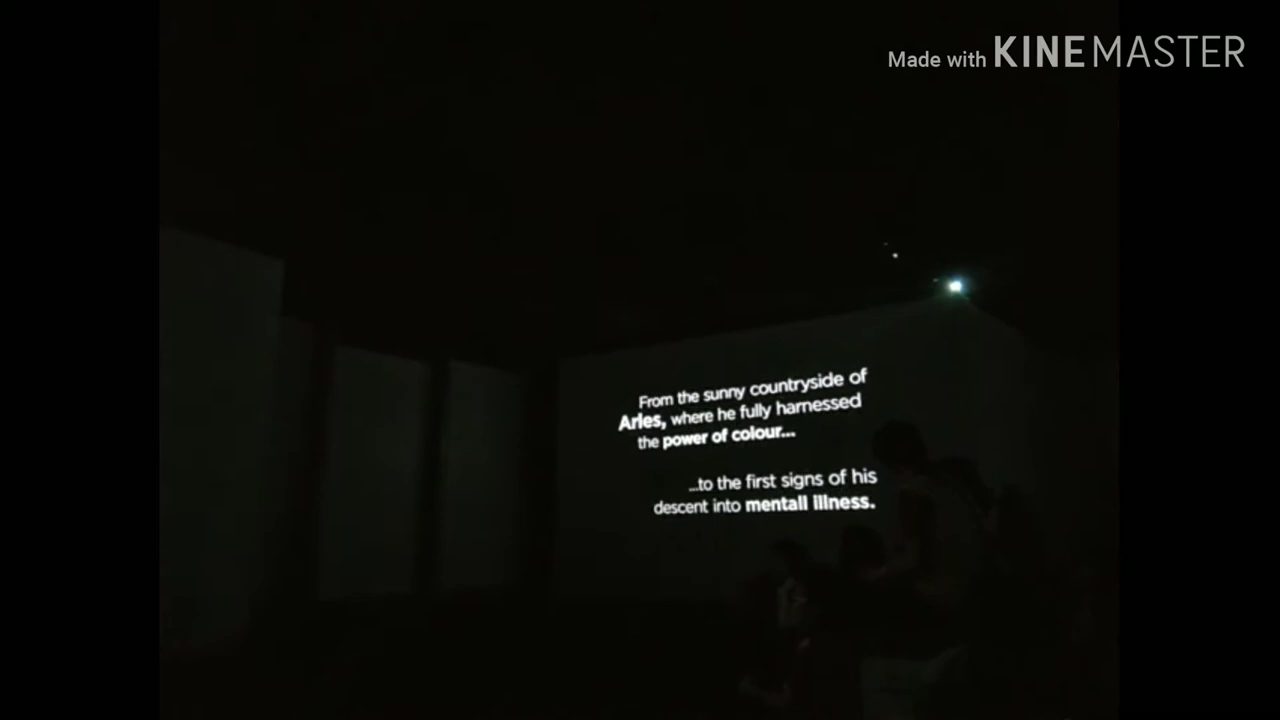 Made with KINEMASTER
From the sunny countryside of
Arles, where he fully harnessed
the power of colour...
...to the first signs of his
descent into mentall illness.